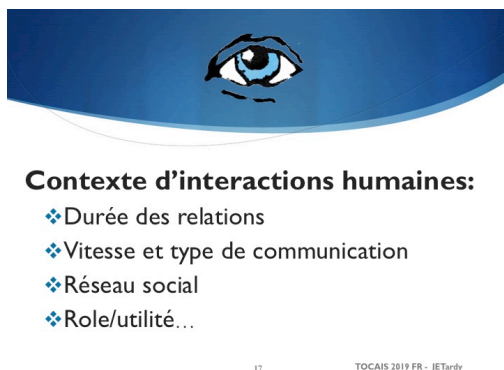 Contexte d'interactions humaines:
❖Durée des relations
❖Vitesse et type de communication
❖Réseau social
❖Role/utilité…
17
TOCAIS 2019 FR - JETardy